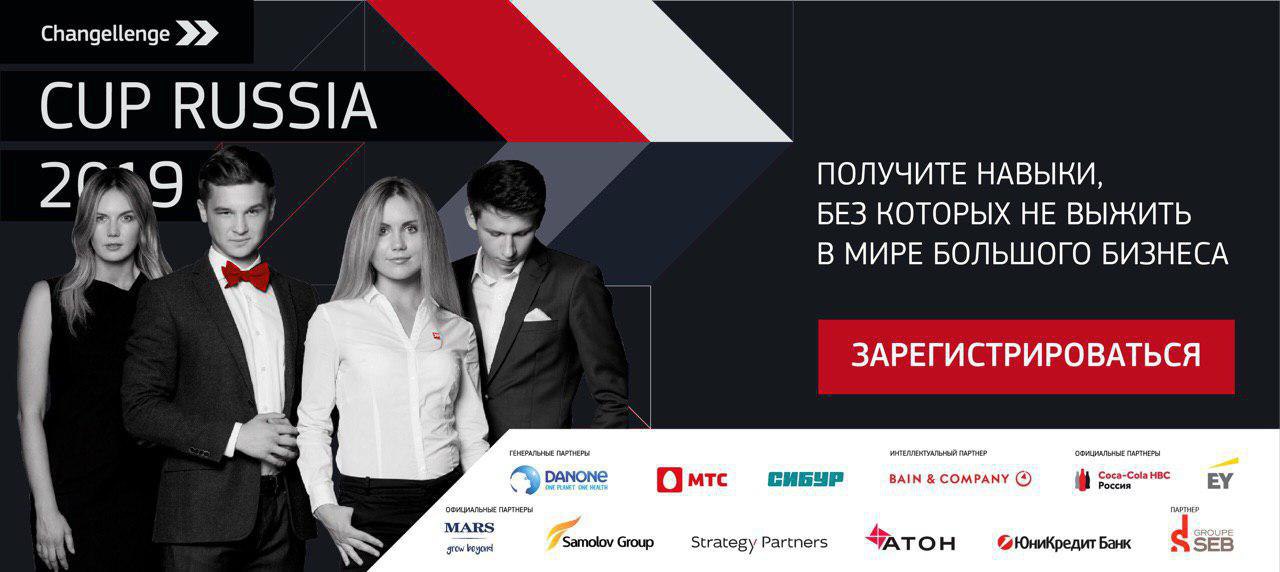 Changellenge
CUP RUSSIA
2019
ПОЛУЧИТЕ НАВЫКИ,
БЕЗ КОТОРЫХ НЕ ВЫЖИТЬ
В МИРЕ БОЛЬШОГО БИЗНЕСА
ЗАРЕГИСТРИРОВАТЬСЯ
ГЕНЕРАЛЬНЫЕ ПАРТНЕРЫ
DANONE
ONE PLANET. ONE HEALTH
МТС
СИБУР
ИНТЕЛЛЕКТУАЛЬНЫЙ ПАРТНЕР
BAIN & COMPANY
ОФИЦИАЛЬНЫЕ ПАРТНЕРЫ
Coca-Cola HBC
Россия
EY
ОФИЦИАЛЬНЫЕ ПАРТНЕРЫ
MARS
grow beyond
Samolov Group
Strategy Partners
АТОН
ЮниКредит Банк
ПАРТНЕР
GROUPE
SEB